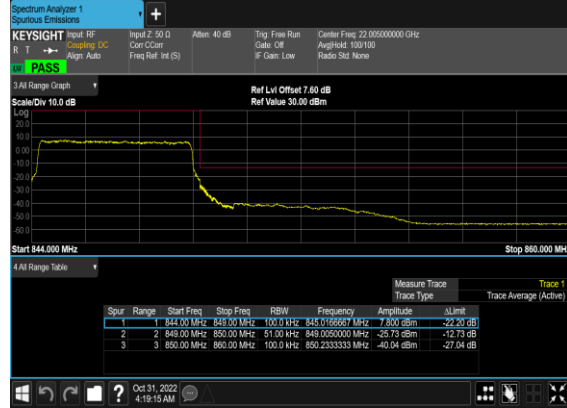 Spectrum Analyzer 1
Spurious Emissions
+
KEYSIGHT Input: RF Input Z: 50 Ω Atten: 40 dB Trig: Free Run Center Freq: 22.005000000 GHz
R T Coupling: DC Corr CCorr Gate: Off Avg|Hold: 100/100
Align: Auto Freq Ref: Int (S) IF Gain: Low Radio Std: None
PASS
3 All Range Graph
Ref Lvl Offset 7.60 dB
Scale/Div 10.0 dB Ref Value 30.00 dBm
Log
20.0
10.0
0.00
-10.0
-20.0
-30.0
-40.0
-50.0
-60.0
Start 844.000 MHz Stop 860.000 MH
4 All Range Table
Measure Trace Trace 1
Trace Type Trace Average (Active)
Spur Range Start Freq Stop Freq RBW Frequency Amplitude ΔLimit
1 1 844.00 MHz 849.00 MHz 100.0 kHz 845.0166667 MHz 7.800 dBm -22.20 dB
2 2 849.00 MHz 850.00 MHz 51.00 kHz 849.0050000 MHz -25.73 dBm -12.73 dB
3 3 850.00 MHz 860.00 MHz 100.0 kHz 850.2333333 MHz -40.04 dBm -27.04 dB
? Oct 31, 2022
4:19:15 AM